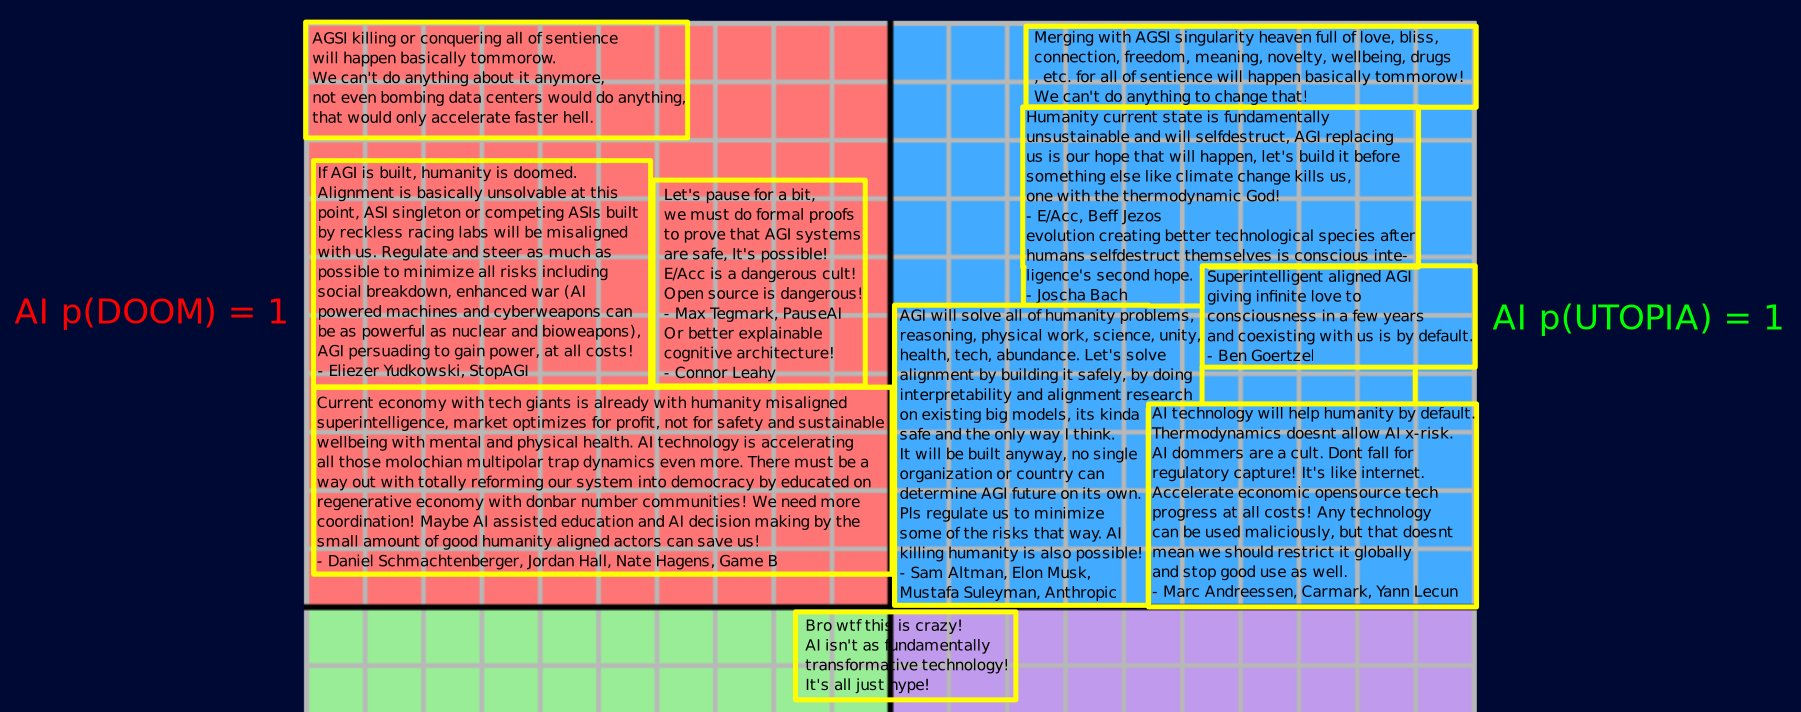 AGSI killing or conquering all of sentience
will happen basically tommorow.
We can't do anything about it anymore,
not even bombing data centers would do anything,
that would only accelerate faster hell.
Merging with AGSI singularity heaven full of love, bliss,
connection, freedom, meaning, novelty, wellbeing, drugs
, etc. for all of sentience will happen basically tommorow!
We can't do anything to change that!
AI p(DOOM) = 1
If AGI is built, humanity is doomed.
Alignment is basically unsolvable at this
point, ASI singleton or competing ASIs built
by reckless racing labs will be misaligned
with us. Regulate and steer as much as
possible to minimize all risks including
social breakdown, enhanced war (AI
powered machines and cyberweapons can
be as powerful as nuclear and bioweapons),
AGI persuading to gain power, at all costs!
- Eliezer Yudkowski, StopAGI
Let's pause for a bit,
we must do formal proofs
to prove that AGI systems
are safe, It's possible!
E/Acc is a dangerous cult!
Open source is dangerous!
- Max Tegmark, PauseAI
Or better explainable
cognitive architecture!
- Connor Leahy
Humanity current state is fundamentally
unsustainable and will selfdestruct, AGI replacing
us is our hope that will happen, let's build it before
something else like climate change kills us,
one with the thermodynamic God!
- E/Acc, Beff Jezos
evolution creating better technological species after
humans selfdestruct themselves is conscious inte-
ligence's second hope.
- Joscha Bach
Superintelligent aligned AGI
giving infinite love to
consciousness in a few years
and coexisting with us is by default.
- Ben Goertzel
AI p(UTOPIA) = 1
Current economy with tech giants is already with humanity misaligned
superintelligence, market optimizes for profit, not for safety and sustainable
wellbeing with mental and physical health. AI technology is accelerating
all those molochian multipolar trap dynamics even more. There must be a
way out with totally reforming our system into democracy by educated on
regenerative economy with donbar number communities! We need more
coordination! Maybe AI assisted education and AI decision making by the
small amount of good humanity aligned actors can save us!
- Daniel Schmachtenberger, Jordan Hall, Nate Hagens, Game B
AGI will solve all of humanity problems,
reasoning, physical work, science, unity,
health, tech, abundance. Let's solve
alignment by building it safely, by doing
interpretability and alignment research
on existing big models, its kinda
safe and the only way I think.
It will be built anyway, no single
organization or country can
determine AGI future on its own.
Pls regulate us to minimize
some of the risks that way. AI
killing humanity is also possible!
- Sam Altman, Elon Musk,
Mustafa Suleyman, Anthropic
AI technology will help humanity by default.
Thermodynamics doesnt allow AI x-risk.
AI dommers are a cult. Dont fall for
regulatory capture! It's like internet.
Accelerate economic opensource tech
progress at all costs! Any technology
can be used maliciously, but that doesnt
mean we should restrict it globally
and stop good use as well.
- Marc Andreessen, Carmark, Yann Lecun
Bro wtf this is crazy!
AI isn't as fundamentally
transformative technology!
It's all just hype!